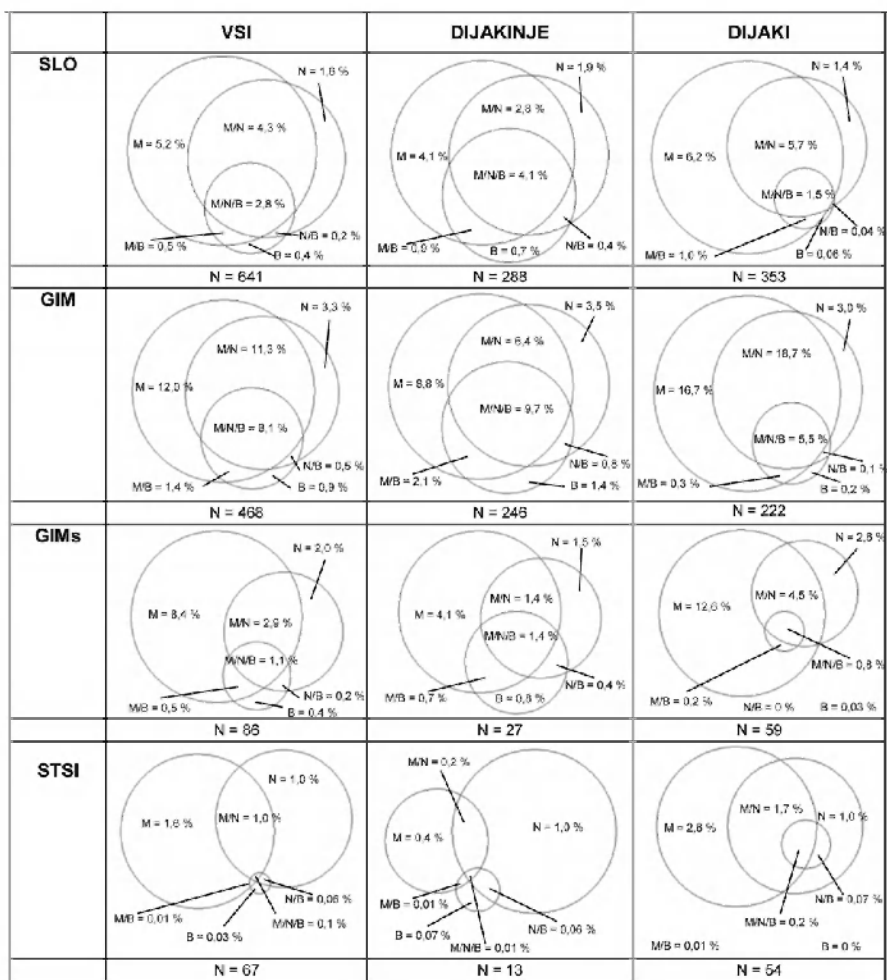 VSI DIJAKINJE DIJAKI
SLO
N = 1,6 %
M/N = 4,3 %
M = 5,2 %
M/N/B = 2,8 %
N/B = 0,2 %
M/B = 0,5 %
B = 0,4 %
N = 1,9 %
M/N = 2,8 %
M = 4,1 %
M/N/B = 4,1 %
M/B = 0,9 %
B = 0,7 %
N/B = 0,4 %
N = 1,4 %
M/N = 5,7 %
M = 6,2 %
M/N/B = 1,5 %
N/B = 0,04 %
M/B = 1,0 %
B = 0,06 %
N = 641 N = 288 N = 353
GIM
N = 3,3 %
M/N = 11,3 %
M = 12,0 %
M/N/B = 8,1 %
N/B = 0,5 %
M/B = 1,4 %
B = 0,9 %
N = 3,5 %
M/N = 6,4 %
M = 8,8 %
M/N/B = 9,7 %
N/B = 0,8 %
M/B = 2,1 %
B = 1,4 %
N = 3,0 %
M/N = 18,7 %
M = 16,7 %
M/N/B = 5,5 %
N/B = 0,1 %
M/B = 0,3 %
B = 0,2 %
N = 468 N = 246 N = 222
GIMs
N = 2,0 %
M = 8,4 %
M/N = 2,9 %
M/N/B = 1,1 %
N/B = 0,2 %
M/B = 0,5 %
B = 0,4 %
N = 1,5 %
M = 4,1 %
M/N = 1,4 %
M/N/B = 1,4 %
N/B = 0,4 %
M/B = 0,7 %
B = 0,8 %
N = 2,8 %
M/N = 4,5 %
M = 12,6 %
M/N/B = 0,8 %
M/B = 0,2 %
N/B = 0 %
B = 0,03 %
N = 86 N = 27 N = 59
STSI
N = 1,0 %
M = 1,6 %
M/N = 1,0 %
N/B = 0,06 %
M/B = 0,01 %
M/N/B = 0,1 %
B = 0,03 %
M/N = 0,2 %
N = 1,0 %
M = 0,4 %
M/B = 0,01 %
B = 0,07 %
N/B = 0,06 %
M/N/B = 0,01 %
M/N = 1,7 %
N = 1,0 %
M = 2,8 %
N/B = 0,07 %
M/N/B = 0,2 %
M/B = 0,01 %
B = 0 %
N = 67 N = 13 N = 54